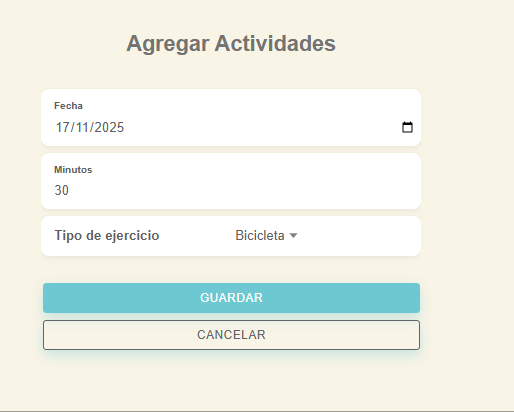 Agregar Actividades
Fecha
17/11/2025
Minutos
30
Tipo de ejercicio Bicicleta
GUARDAR
CANCELAR